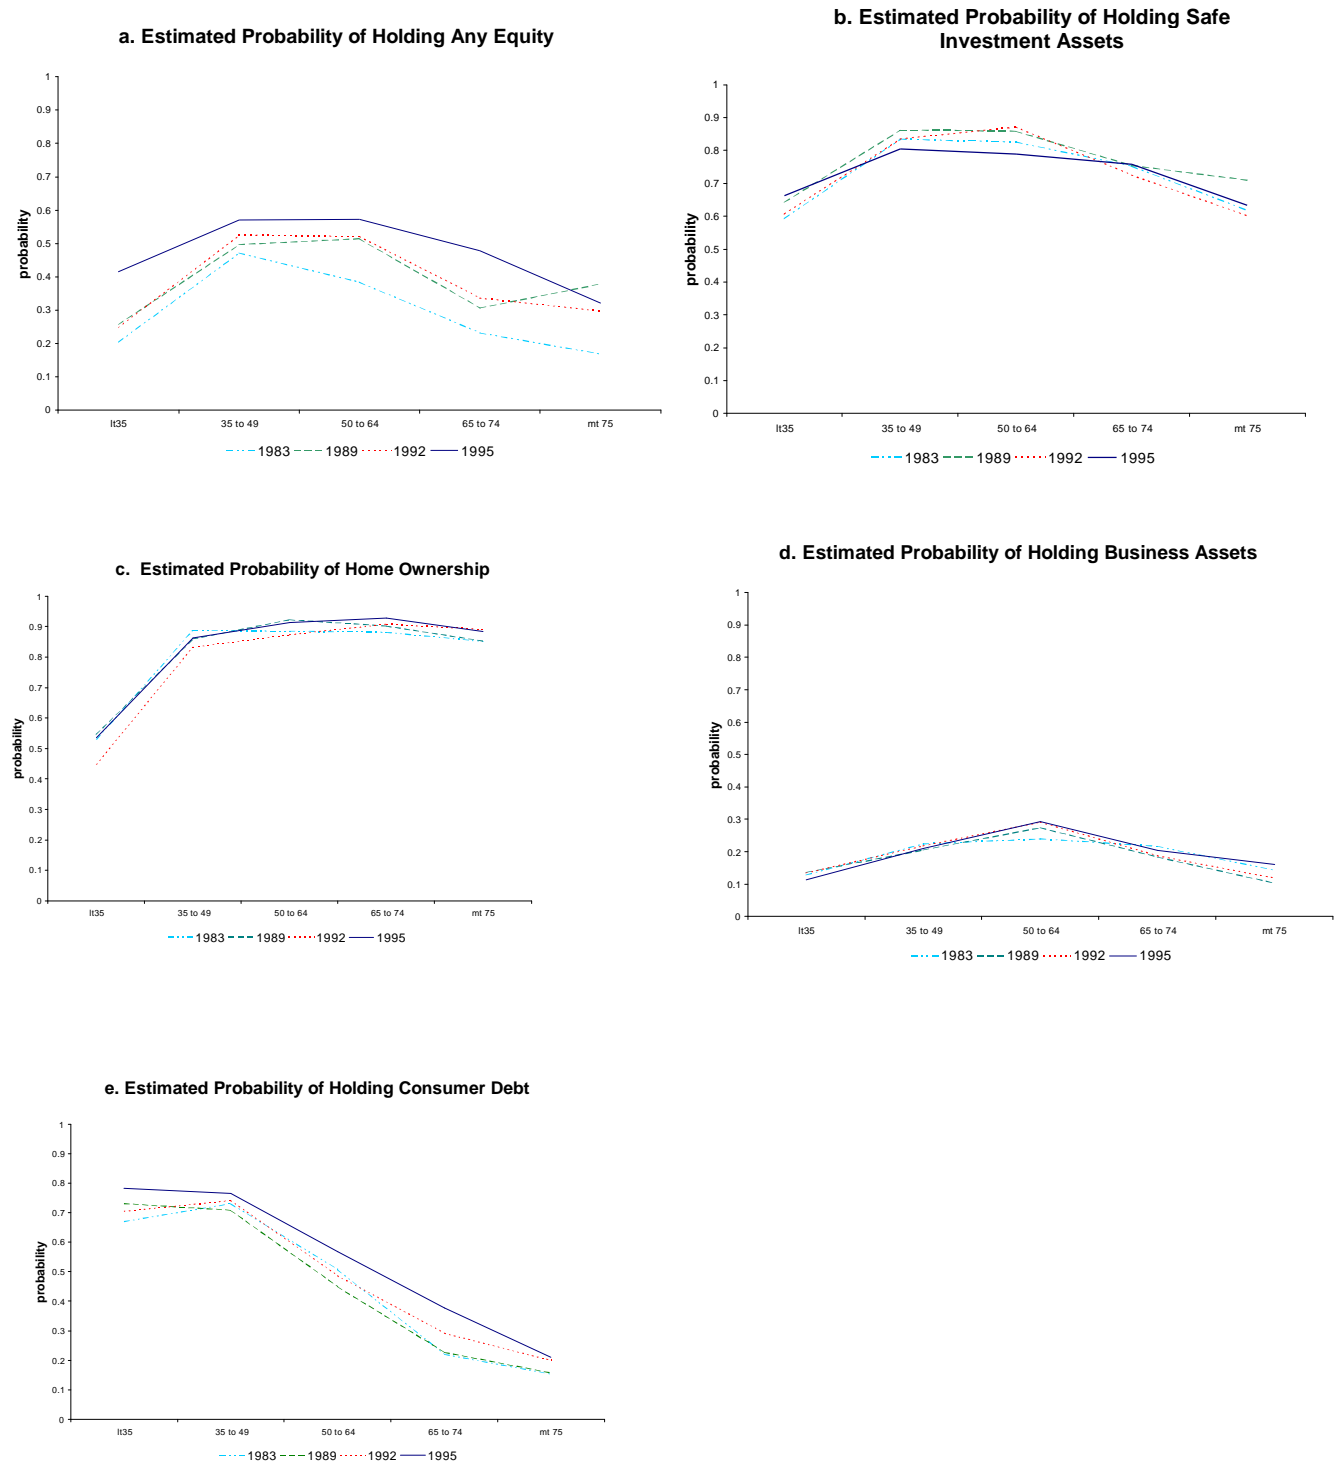 a. Estimated Probability of Holding Any Equity
1
0.9
0.8
0.7
0.6
0.5
0.4
0.3
0.2
0.1
0
probability
lt35 35 to 49 50 to 64 65 to 74 mt 75
1983 1989 1992 1995
b. Estimated Probability of Holding Safe
Investment Assets
1
0.9
0.8
0.7
0.6
0.5
0.4
0.3
0.2
0.1
0
probability
lt35 35 to 49 50 to 64 65 to 74 mt 75
1983 1989 1992 1995
c. Estimated Probability of Home Ownership
1
0.9
0.8
0.7
0.6
0.5
0.4
0.3
0.2
0.1
0
probability
lt35 35 to 49 50 to 64 65 to 74 mt 75
1983 1989 1992 1995
d. Estimated Probability of Holding Business Assets
1
0.9
0.8
0.7
0.6
0.5
0.4
0.3
0.2
0.1
0
probability
lt35 35 to 49 50 to 64 65 to 74 mt 75
1983 1989 1992 1995
e. Estimated Probability of Holding Consumer Debt
1
0.9
0.8
0.7
0.6
0.5
0.4
0.3
0.2
0.1
0
probability
lt35 35 to 49 50 to 64 65 to 74 mt 75
1983 1989 1992 1995